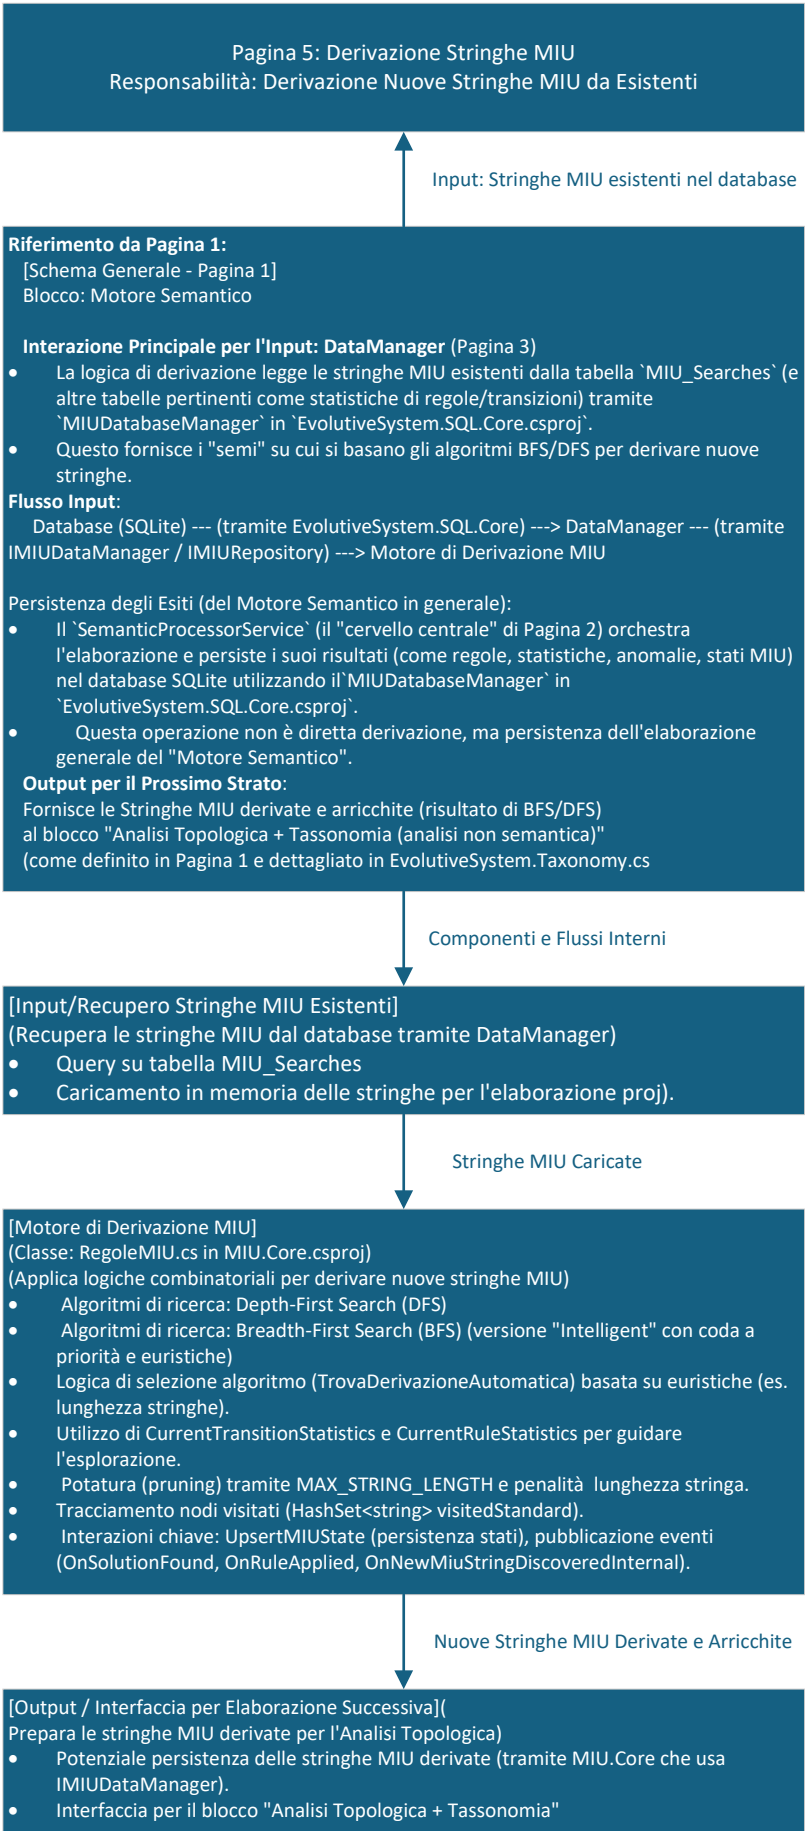 Pagina 5: Derivazione Stringhe MIU
Responsabilità: Derivazione Nuove Stringhe MIU da Esistenti
Input: Stringhe MIU esistenti nel database
Riferimento da Pagina 1:
[Schema Generale - Pagina 1]
Blocco: Motore Semantico
Interazione Principale per l'Input: DataManager (Pagina 3)
• La logica di derivazione legge le stringhe MIU esistenti dalla tabella `MIU_Searches` (e
altre tabelle pertinenti come statistiche di regole/transizioni) tramite
`MIUDatabaseManager` in `EvolutiveSystem.SQL.Core.csproj`.
• Questo fornisce i "semi" su cui si basano gli algoritmi BFS/DFS per derivare nuove
stringhe.
Flusso Input:
Database (SQLite) --- (tramite EvolutiveSystem.SQL.Core) ---> DataManager --- (tramite
IMIUDataManager / IMIURepository) ---> Motore di Derivazione MIU
Persistenza degli Esiti (del Motore Semantico in generale):
• Il `SemanticProcessorService` (il "cervello centrale" di Pagina 2) orchestra
l'elaborazione e persiste i suoi risultati (come regole, statistiche, anomalie, stati MIU)
nel database SQLite utilizzando il`MIUDatabaseManager` in
`EvolutiveSystem.SQL.Core.csproj`.
• Questa operazione non è diretta derivazione, ma persistenza dell'elaborazione
generale del "Motore Semantico".
Output per il Prossimo Strato:
Fornisce le Stringhe MIU derivate e arricchite (risultato di BFS/DFS)
al blocco "Analisi Topologica + Tassonomia (analisi non semantica)"
(come definito in Pagina 1 e dettagliato in EvolutiveSystem.Taxonomy.cs
Componenti e Flussi Interni
[Input/Recupero Stringhe MIU Esistenti]
(Recupera le stringhe MIU dal database tramite DataManager)
• Query su tabella MIU_Searches
• Caricamento in memoria delle stringhe per l'elaborazione proj).
Stringhe MIU Caricate
[Motore di Derivazione MIU]
(Classe: RegoleMIU.cs in MIU.Core.csproj)
(Applica logiche combinatoriali per derivare nuove stringhe MIU)
• Algoritmi di ricerca: Depth-First Search (DFS)
• Algoritmi di ricerca: Breadth-First Search (BFS) (versione "Intelligent" con coda a
priorità e euristiche)
• Logica di selezione algoritmo (TrovaDerivazioneAutomatica) basata su euristiche (es.
lunghezza stringhe).
• Utilizzo di CurrentTransitionStatistics e CurrentRuleStatistics per guidare
l'esplorazione.
• Potatura (pruning) tramite MAX_STRING_LENGTH e penalità lunghezza stringa.
• Tracciamento nodi visitati (HashSet<string> visitedStandard).
• Interazioni chiave: UpsertMIUState (persistenza stati), pubblicazione eventi
(OnSolutionFound, OnRuleApplied, OnNewMiuStringDiscoveredInternal).
Nuove Stringhe MIU Derivate e Arricchite
[Output / Interfaccia per Elaborazione Successiva](
Prepara le stringhe MIU derivate per l'Analisi Topologica)
• Potenziale persistenza delle stringhe MIU derivate (tramite MIU.Core che usa
IMIUDataManager).
• Interfaccia per il blocco "Analisi Topologica + Tassonomia"